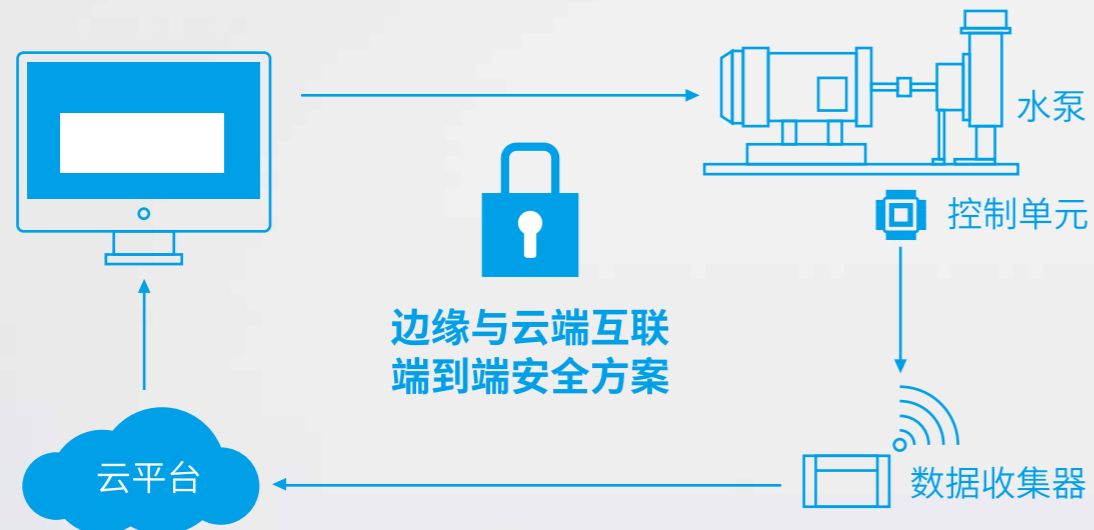 水泵
控制单元
边缘与云端互联
端到端安全方案
云平台
数据收集器